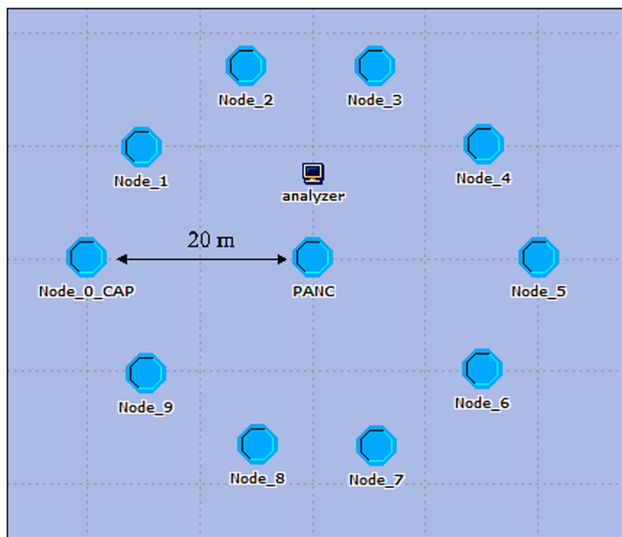 Node_2
Node_3
Node_1
Node_4
analyzer
20 m
Node_0_CAP
PANC
Node_5
Node_9
Node_6
Node_8
Node_7